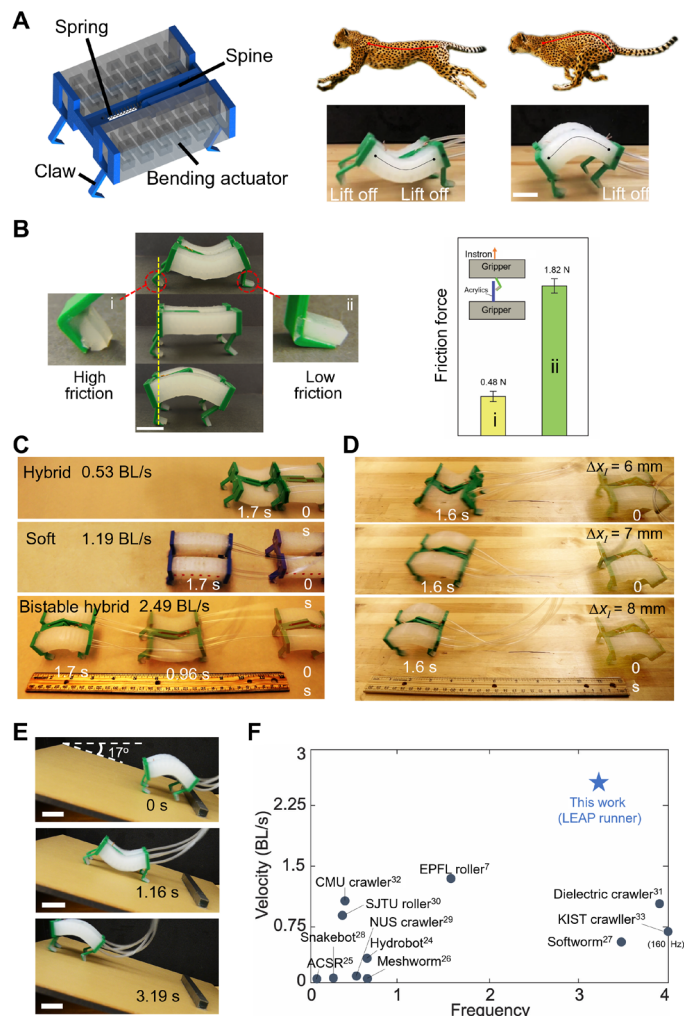 A
Spring
Spine
Claw
Bending actuator
Lift off
Lift off
Lift off
B
i
High
friction
ii
Low
friction
Friction force
Instron
Gripper
Acrylics
Gripper
0.48 N
i
1.82 N
ii
C
Hybrid 0.53 BL/s
1.7 s
0
s
Soft 1.19 BL/s
1.7 s
0
s
Bistable hybrid 2.49 BL/s
1.7 s
0.96 s
0
s
D
Δx_I = 6 mm
1.6 s
0
s
Δx_I = 7 mm
1.6 s
0
s
Δx_I = 8 mm
1.6 s
0
s
E
17°
0 s
1.16 s
3.19 s
F
Velocity (BL/s)
3
2.25
1.5
0.75
0
0
1
2
3
4
Frequency
This work
(LEAP runner)
EPFL roller⁷
CMU crawler³²
SJTU roller³⁰
NUS crawler²⁹
Snakebot²⁸
Hydrobot²⁴
ACSR²⁵
Meshworm²⁶
Dielectric crawler³¹
KIST crawller³³
(160 Hz)
Softworm²⁷